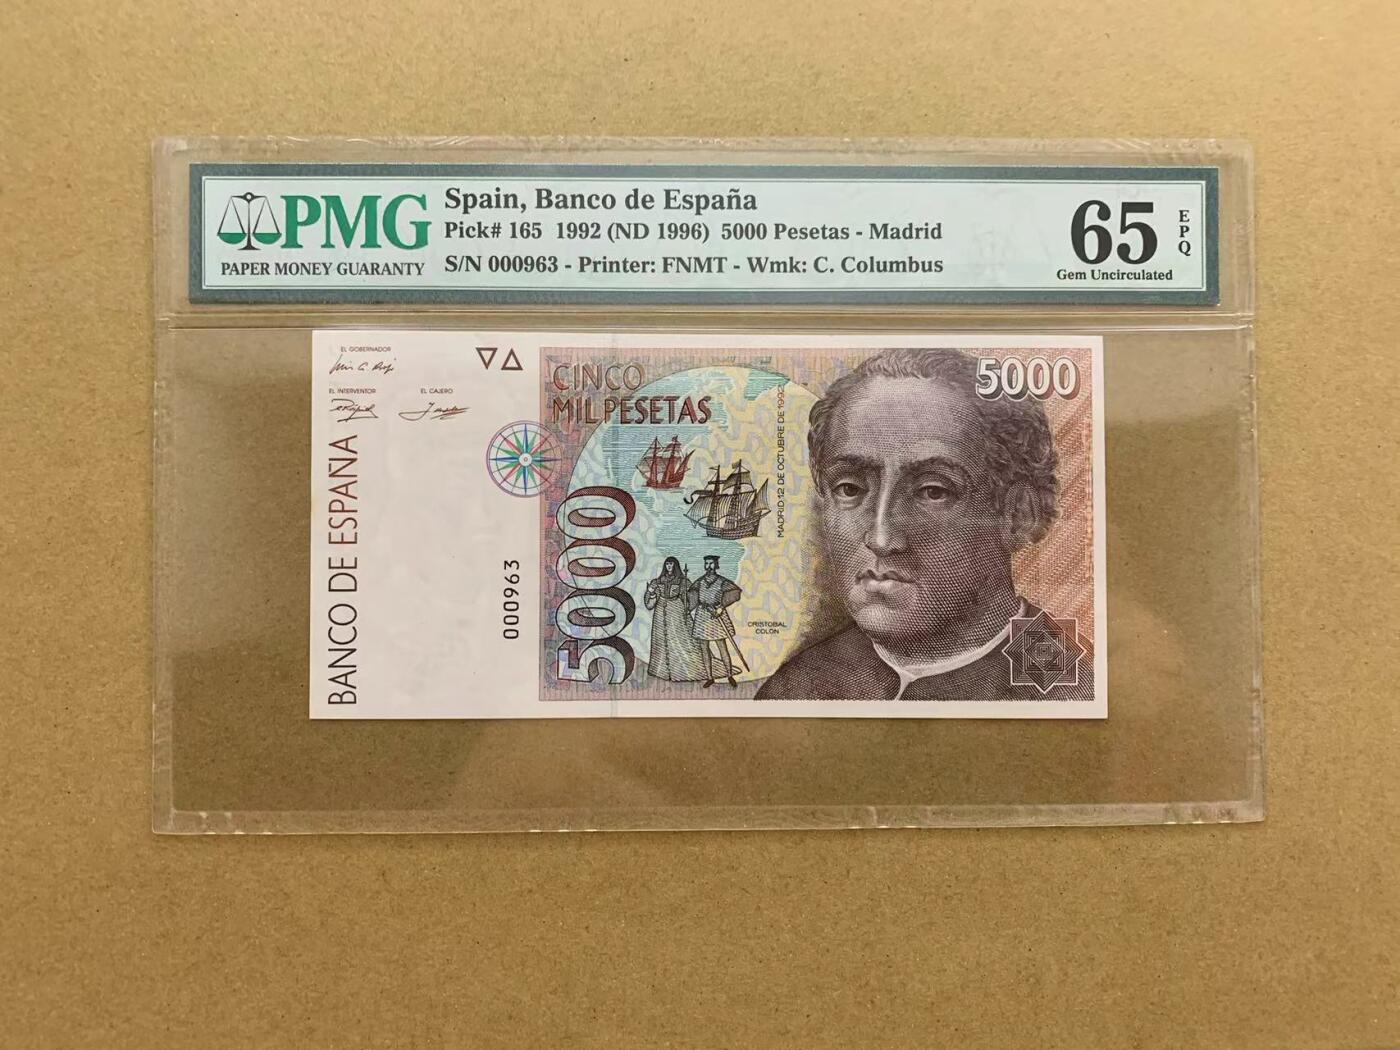 PMG
PAPER MONEY GUARANTY
Spain, Banco de España
Pick# 165 1992 (ND 1996) 5000 Pesetas - Madrid
S/N 000963 - Printer: FNMT - Wmk: C. Columbus
65
EPQ
Gem Uncirculated
EL GOBERNADOR
EL INTERVENTOR
EL CAJERO
BANCO DE ESPAÑA
000963
CINCO
MIL PESETAS
5000
MADRID 12 DE OCTUBRE DE 1992
CRISTOBAL
COLON
5000